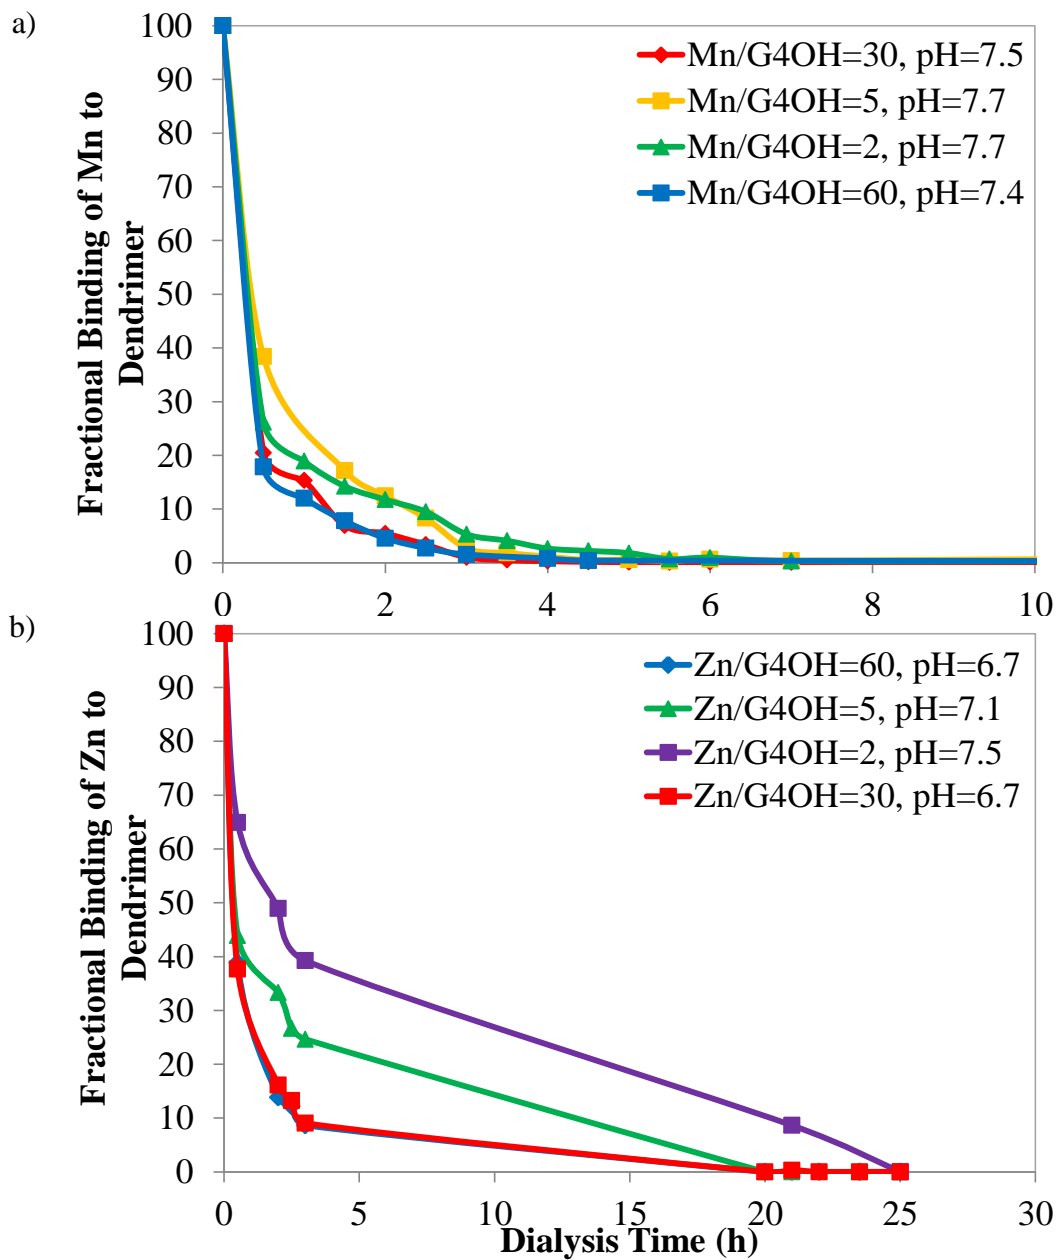 a)
Fractional Binding of Mn to
Dendrimer
100
90
80
70
60
50
40
30
20
10
0
Mn/G4OH=30, pH=7.5
Mn/G4OH=5, pH=7.7
Mn/G4OH=2, pH=7.7
Mn/G4OH=60, pH=7.4
0 2 4 6 8 10
b)
Fractional Binding of Zn to
Dendrimer
100
90
80
70
60
50
40
30
20
10
0
Zn/G4OH=60, pH=6.7
Zn/G4OH=5, pH=7.1
Zn/G4OH=2, pH=7.5
Zn/G4OH=30, pH=6.7
0 5 10 15 20 25 30
Dialysis Time (h)